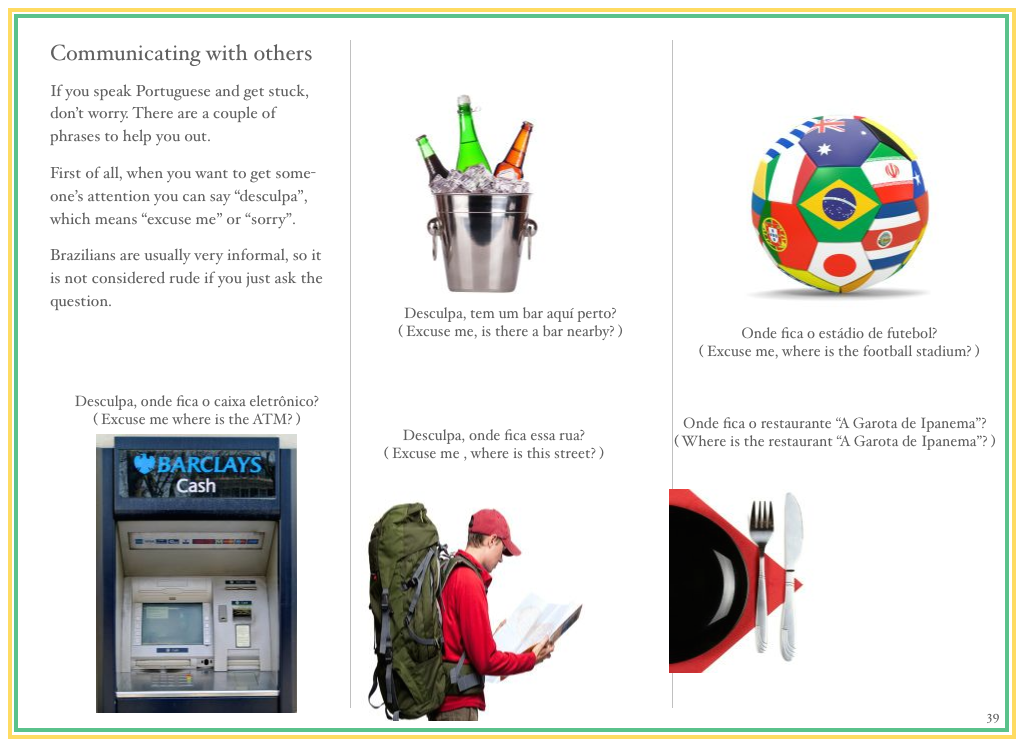 Communicating with others
If you speak Portuguese and get stuck,
don't worry. There are a couple of
phrases to help you out.
First of all, when you want to get some-
one's attention you can say “desculpa”,
which means “excuse me” or “sorry”.
Brazilians are usually very informal, so it
is not considered rude if you just ask the
question.
Desculpa, onde fica o caixa eletrônico?
( Excuse me where is the ATM? )
BARCLAYS
Cash
Desculpa, tem um bar aquí perto?
( Excuse me, is there a bar nearby? )
Desculpa, onde fica essa rua?
( Excuse me , where is this street? )
Onde fica o estádio de futebol?
( Excuse me, where is the football stadium? )
Onde fica o restaurante “A Garota de Ipanema”?
( Where is the restaurant “A Garota de Ipanema”? )
39